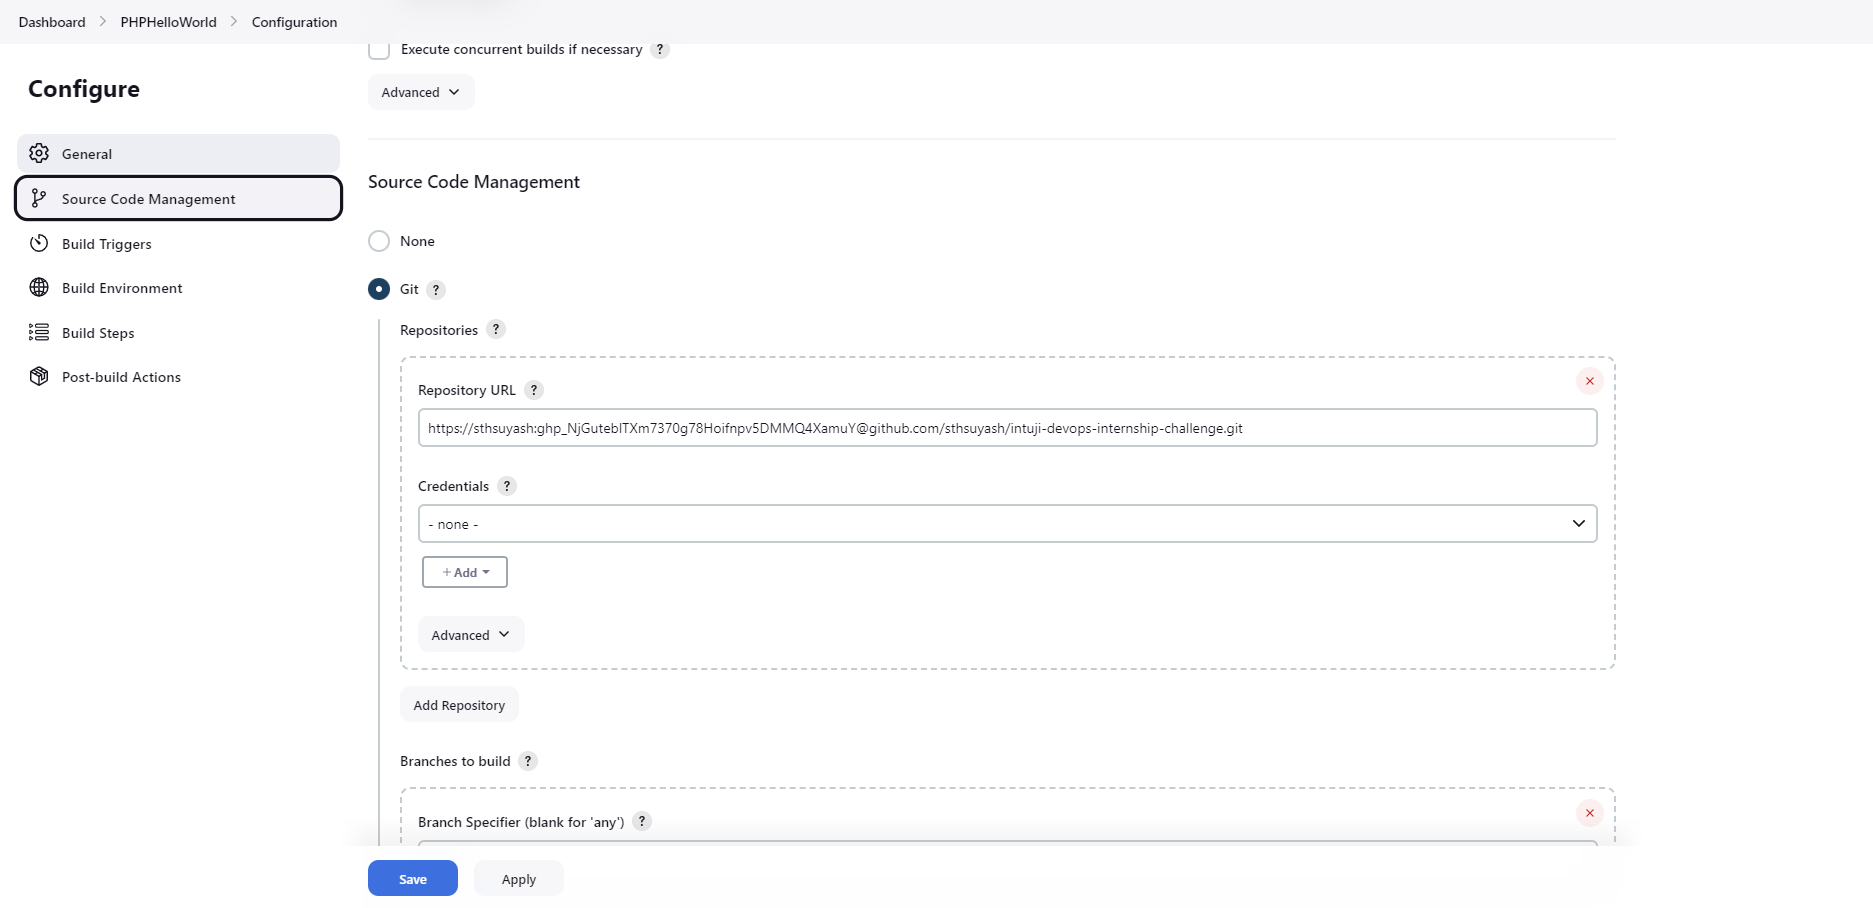 Dashboard > PHPHelloWorld > Configuration
Execute concurrent builds if necessary ?
Configure
Advanced
General
Source Code Management
Build Triggers
Build Environment
Build Steps
Post-build Actions
Source Code Management
None
Git ?
Repositories ?
Repository URL ?
https://sthsuyash: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@github.com/sthsuyash/intuji-devops-internship-challenge.git
Credentials ?
- none -
+ Add
Advanced
Add Repository
Branches to build ?
Branch Specifier (blank for 'any') ?
Save
Apply